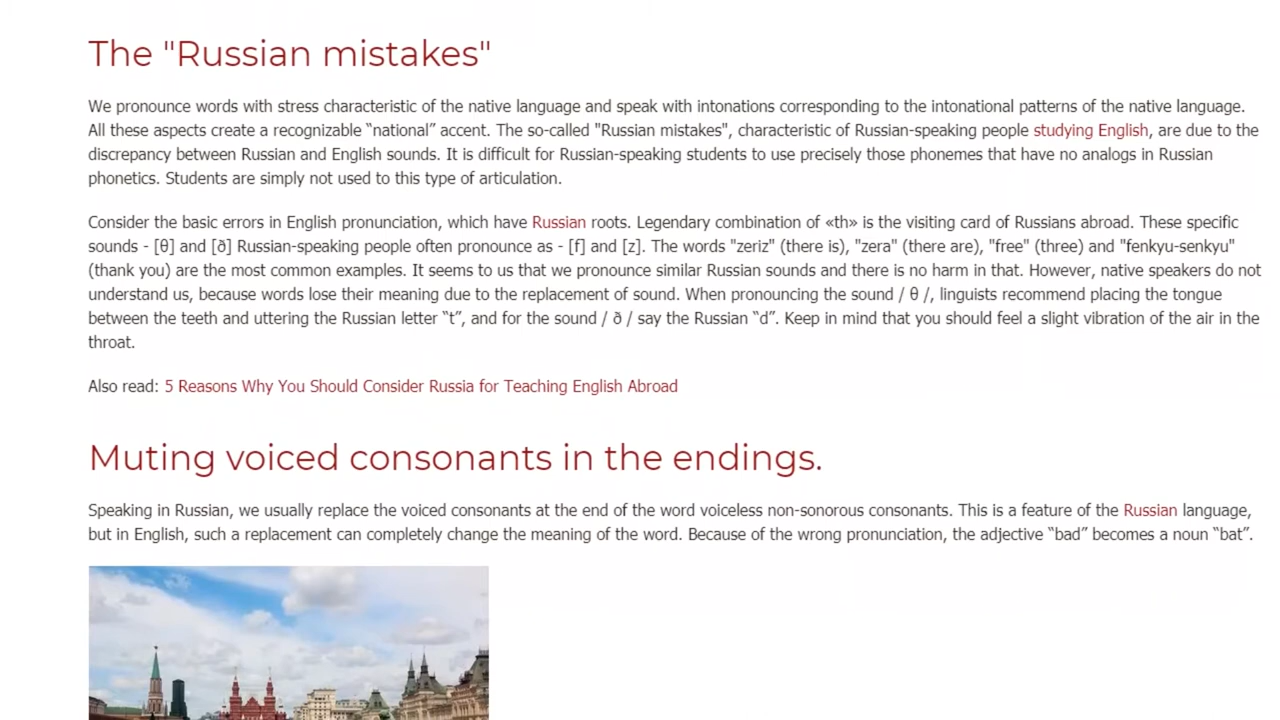 The "Russian mistakes"
We pronounce words with stress characteristic of the native language and speak with intonations corresponding to the intonational patterns of the native language.
All these aspects create a recognizable “national” accent. The so-called "Russian mistakes", characteristic of Russian-speaking people studying English, are due to the
discrepancy between Russian and English sounds. It is difficult for Russian-speaking students to use precisely those phonemes that have no analogs in Russian
phonetics. Students are simply not used to this type of articulation.
Consider the basic errors in English pronunciation, which have Russian roots. Legendary combination of «th» is the visiting card of Russians abroad. These specific
sounds - [θ] and [ð] Russian-speaking people often pronounce as - [f] and [z]. The words "zeriz" (there is), "zera" (there are), "free" (three) and "fenkyu-senkyu"
(thank you) are the most common examples. It seems to us that we pronounce similar Russian sounds and there is no harm in that. However, native speakers do not
understand us, because words lose their meaning due to the replacement of sound. When pronouncing the sound / θ /, linguists recommend placing the tongue
between the teeth and uttering the Russian letter “t”, and for the sound / ð / say the Russian “d”. Keep in mind that you should feel a slight vibration of the air in the
throat.
Also read: 5 Reasons Why You Should Consider Russia for Teaching English Abroad
Muting voiced consonants in the endings.
Speaking in Russian, we usually replace the voiced consonants at the end of the word voiceless non-sonorous consonants. This is a feature of the Russian language,
but in English, such a replacement can completely change the meaning of the word. Because of the wrong pronunciation, the adjective “bad” becomes a noun “bat”.